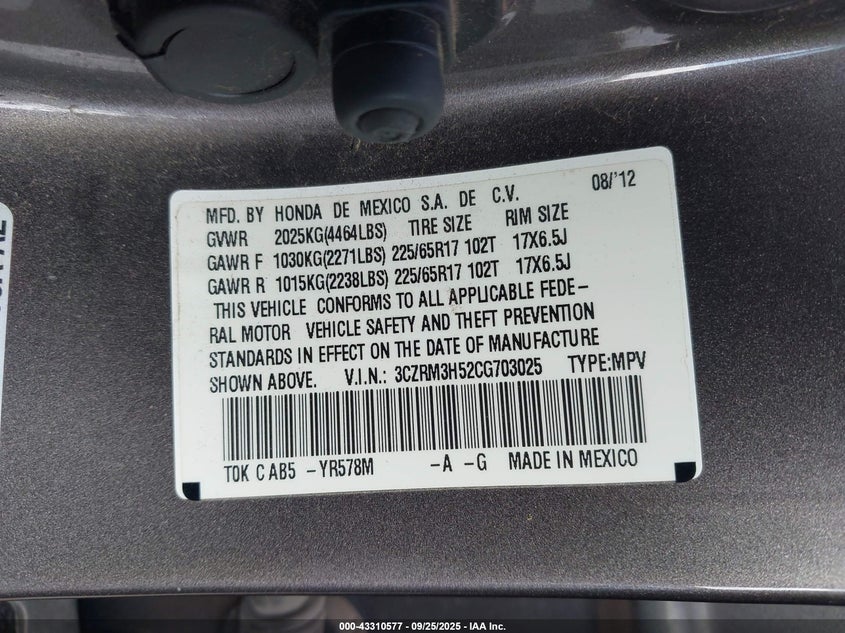 MFD. BY HONDA DE MEXICO S.A. DE C.V. 08/'12
GVWR 2025KG(4464LBS) TIRE SIZE RIM SIZE
GAWR F 1030KG(2271LBS) 225/65R17 102T 17X6.5J
GAWR R 1015KG(2238LBS) 225/65R17 102T 17X6.5J
THIS VEHICLE CONFORMS TO ALL APPLICABLE FEDE-
RAL MOTOR VEHICLE SAFETY AND THEFT PREVENTION
STANDARDS IN EFFECT ON THE DATE OF MANUFACTURE
SHOWN ABOVE. V.I.N.: 3CZRM3H52CG703025 TYPE:MPV
TOK C AB5 -YR578M -A -G MADE IN MEXICO
000-43310577 - 09/25/2025 - IAA Inc.